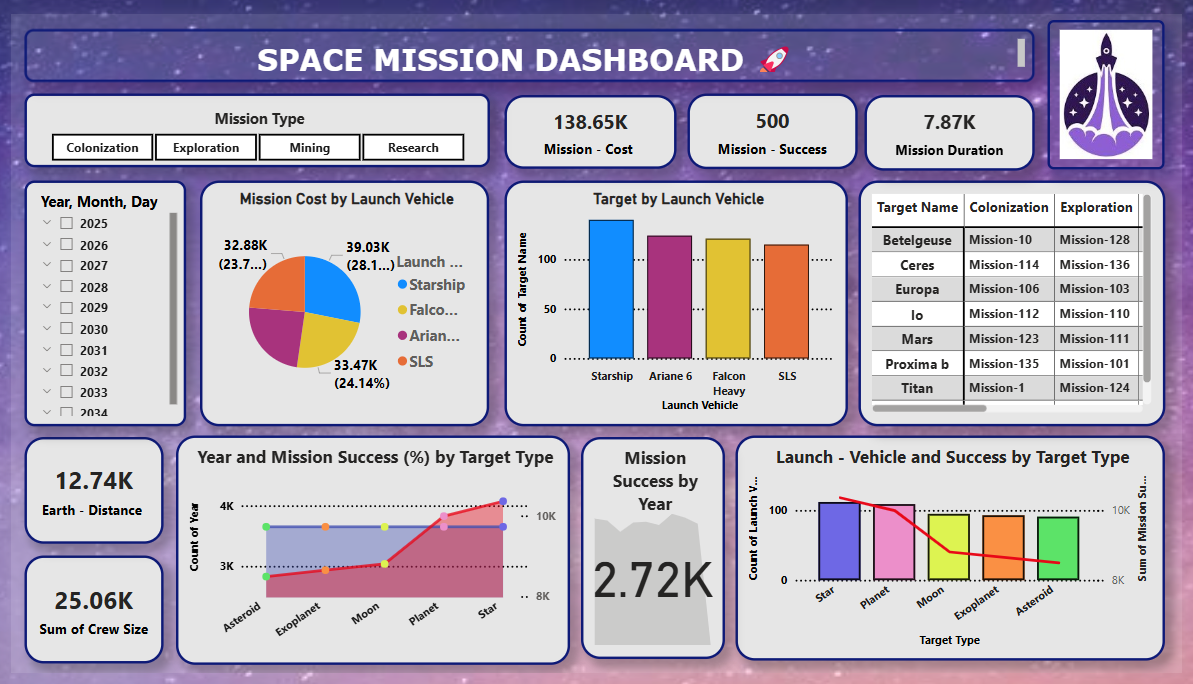 SPACE MISSION DASHBOARD 🚀
Mission Type
Colonization
Exploration
Mining
Research
138.65K
Mission - Cost
500
Mission - Success
7.87K
Mission Duration
Year, Month, Day
2025
2026
2027
2028
2029
2030
2031
2032
2033
2034
Mission Cost by Launch Vehicle
32.88K
(23.7...)
39.03K
(28.1...)
33.47K
(24.14%)
Launch ...
Starship
Falco...
Arian...
SLS
Target by Launch Vehicle
Count of Target Name
100
50
0
Starship
Ariane 6
Falcon
Heavy
SLS
Launch Vehicle
Target Name Colonization Exploration
Betelgeuse Mission-10 Mission-128
Ceres Mission-114 Mission-136
Europa Mission-106 Mission-103
Io Mission-112 Mission-110
Mars Mission-123 Mission-111
Proxima b Mission-135 Mission-101
Titan Mission-1 Mission-124
12.74K
Earth - Distance
25.06K
Sum of Crew Size
Year and Mission Success (%) by Target Type
Count of Year
4K
3K
10K
8K
Asteroid
Exoplanet
Moon
Planet
Star
Mission
Success by
Year
2.72K
Launch - Vehicle and Success by Target Type
Count of Launch V...
100
0
Sum of Mission Su...
10K
8K
Star
Planet
Moon
Exoplanet
Asteroid
Target Type